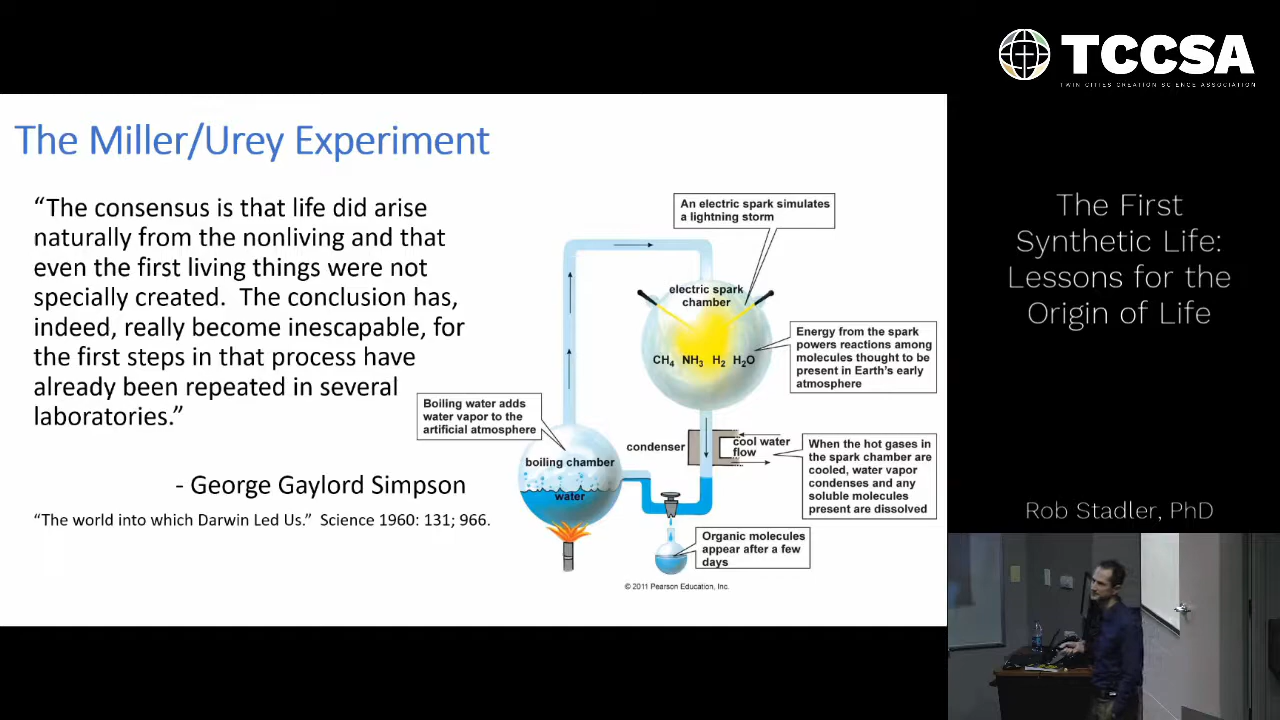 TCCSA
TWIN CITIES CREATION SCIENCE ASSOCIATION
The Miller/Urey Experiment
“The consensus is that life did arise
naturally from the nonliving and that
even the first living things were not
specially created.  The conclusion has,
indeed, really become inescapable, for
the first steps in that process have
already been repeated in several
laboratories.”
- George Gaylord Simpson
“The world into which Darwin Led Us.”  Science 1960: 131; 966.
An electric spark simulates
a lightning storm
electric spark
chamber
CH₄ NH₃ H₂ H₂O
Energy from the spark
powers reactions among
molecules thought to be
present in Earth’s early
atmosphere
Boiling water adds
water vapor to the
artificial atmosphere
boiling chamber
water
condenser
cool water
flow
When the hot gases in
the spark chamber are
cooled, water vapor
condenses and any
soluble molecules
present are dissolved
Organic molecules
appear after a few
days
© 2011 Pearson Education, Inc.
The First
Synthetic Life:
Lessons for the
Origin of Life
Rob Stadler, PhD